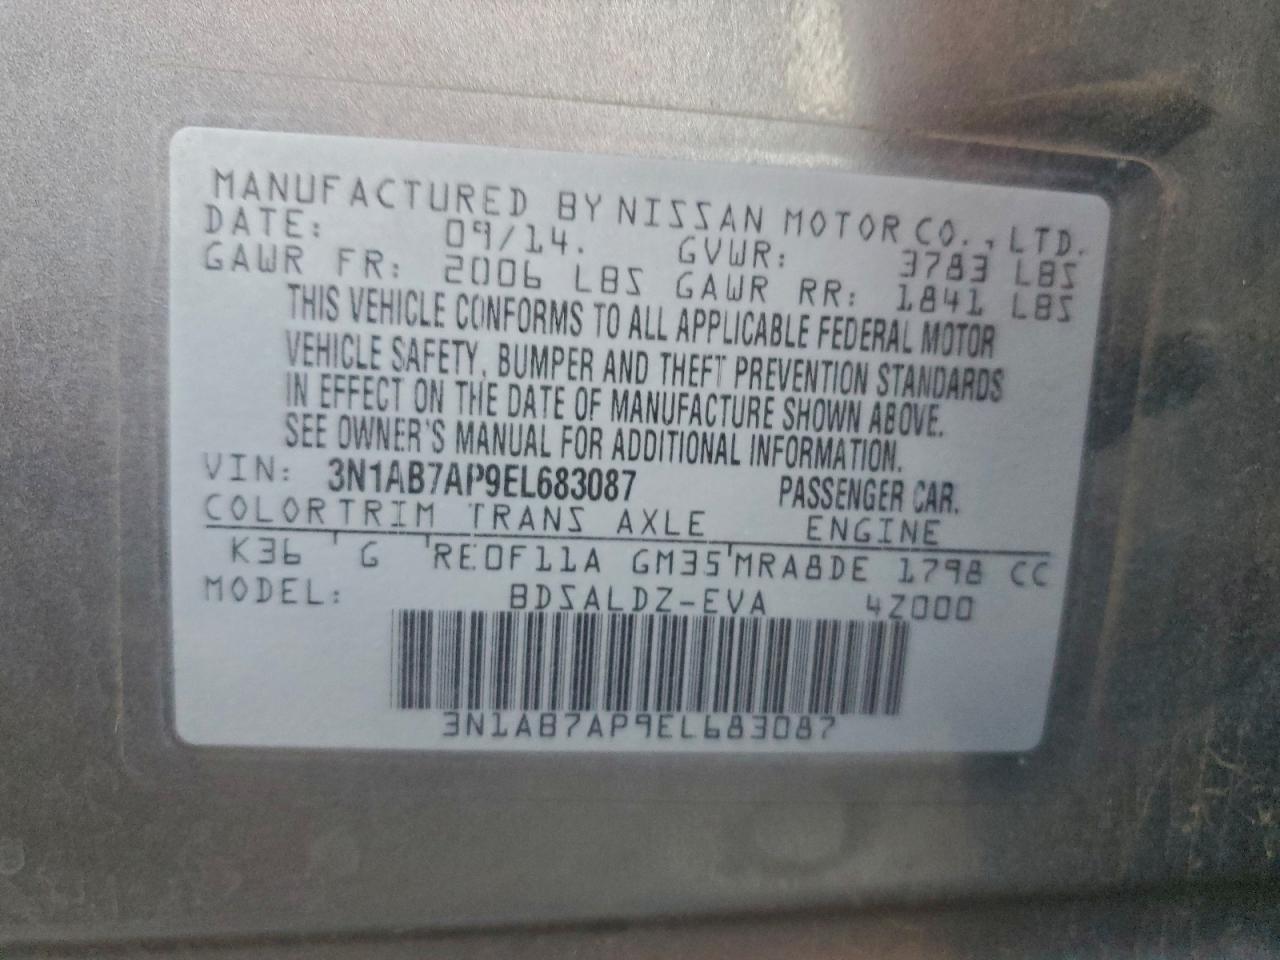 MANUFACTURED BY NISSAN MOTOR CO., LTD.
DATE: 09/14. GVWR: 3783 LBS
GAWR FR: 2006 LBS GAWR RR: 1841 LBS
THIS VEHICLE CONFORMS TO ALL APPLICABLE FEDERAL MOTOR
VEHICLE SAFETY, BUMPER AND THEFT PREVENTION STANDARDS
IN EFFECT ON THE DATE OF MANUFACTURE SHOWN ABOVE.
SEE OWNER'S MANUAL FOR ADDITIONAL INFORMATION.
VIN: 3N1AB7AP9EL683087 PASSENGER CAR.
COLOR TRIM TRANS AXLE ENGINE
K36 G RE0F11A GM35 MRA8DE 1798 CC
MODEL: BDSALDZ-EVA 4Z000
3N1AB7AP9EL683087